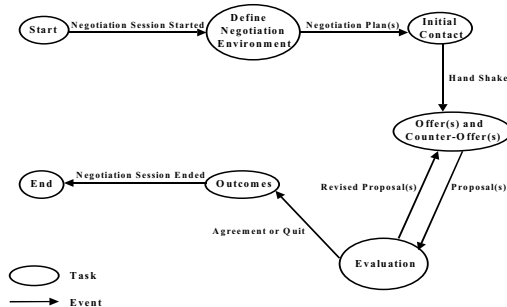 Negotiation Session Started
Start
Define
Negotiation
Environment
Negotiation Plan(s)
Initial
Contact
Hand Shake
Offer(s) and
Counter-Offer(s)
Negotiation Session Ended
End
Outcomes
Revised Proposal(s)
Proposal(s)
Agreement or Quit
Evaluation
Task
Event